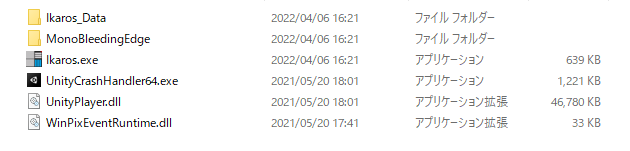 Ikaros_Data 2022/04/06 16:21 ファイル フォルダー
MonoBleedingEdge 2022/04/06 16:21 ファイル フォルダー
Ikaros.exe 2022/04/06 16:21 アプリケーション 639 KB
UnityCrashHandler64.exe 2021/05/20 18:01 アプリケーション 1,221 KB
UnityPlayer.dll 2021/05/20 18:01 アプリケーション拡張 46,780 KB
WinPixEventRuntime.dll 2021/05/20 17:41 アプリケーション拡張 33 KB